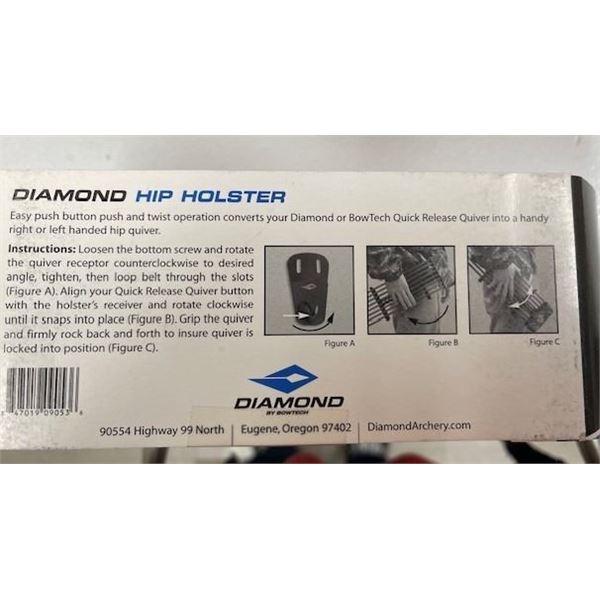 DIAMOND HIP HOLSTER
Easy push button push and twist operation converts your Diamond or BowTech Quick Release Quiver into a handy
right or left handed hip quiver.
Instructions: Loosen the bottom screw and rotate
the quiver receptor counterclockwise to desired
angle, tighten, then loop belt through the slots
(Figure A). Align your Quick Release Quiver button
with the holster's receiver and rotate clockwise
until it snaps into place (Figure B). Grip the quiver
and firmly rock back and forth to insure quiver is
locked into position (Figure C).
Figure A
Figure B
Figure C
47019 09053
DIAMOND
BY BOWTECH
90554 Highway 99 North | Eugene, Oregon 97402 | DiamondArchery.com